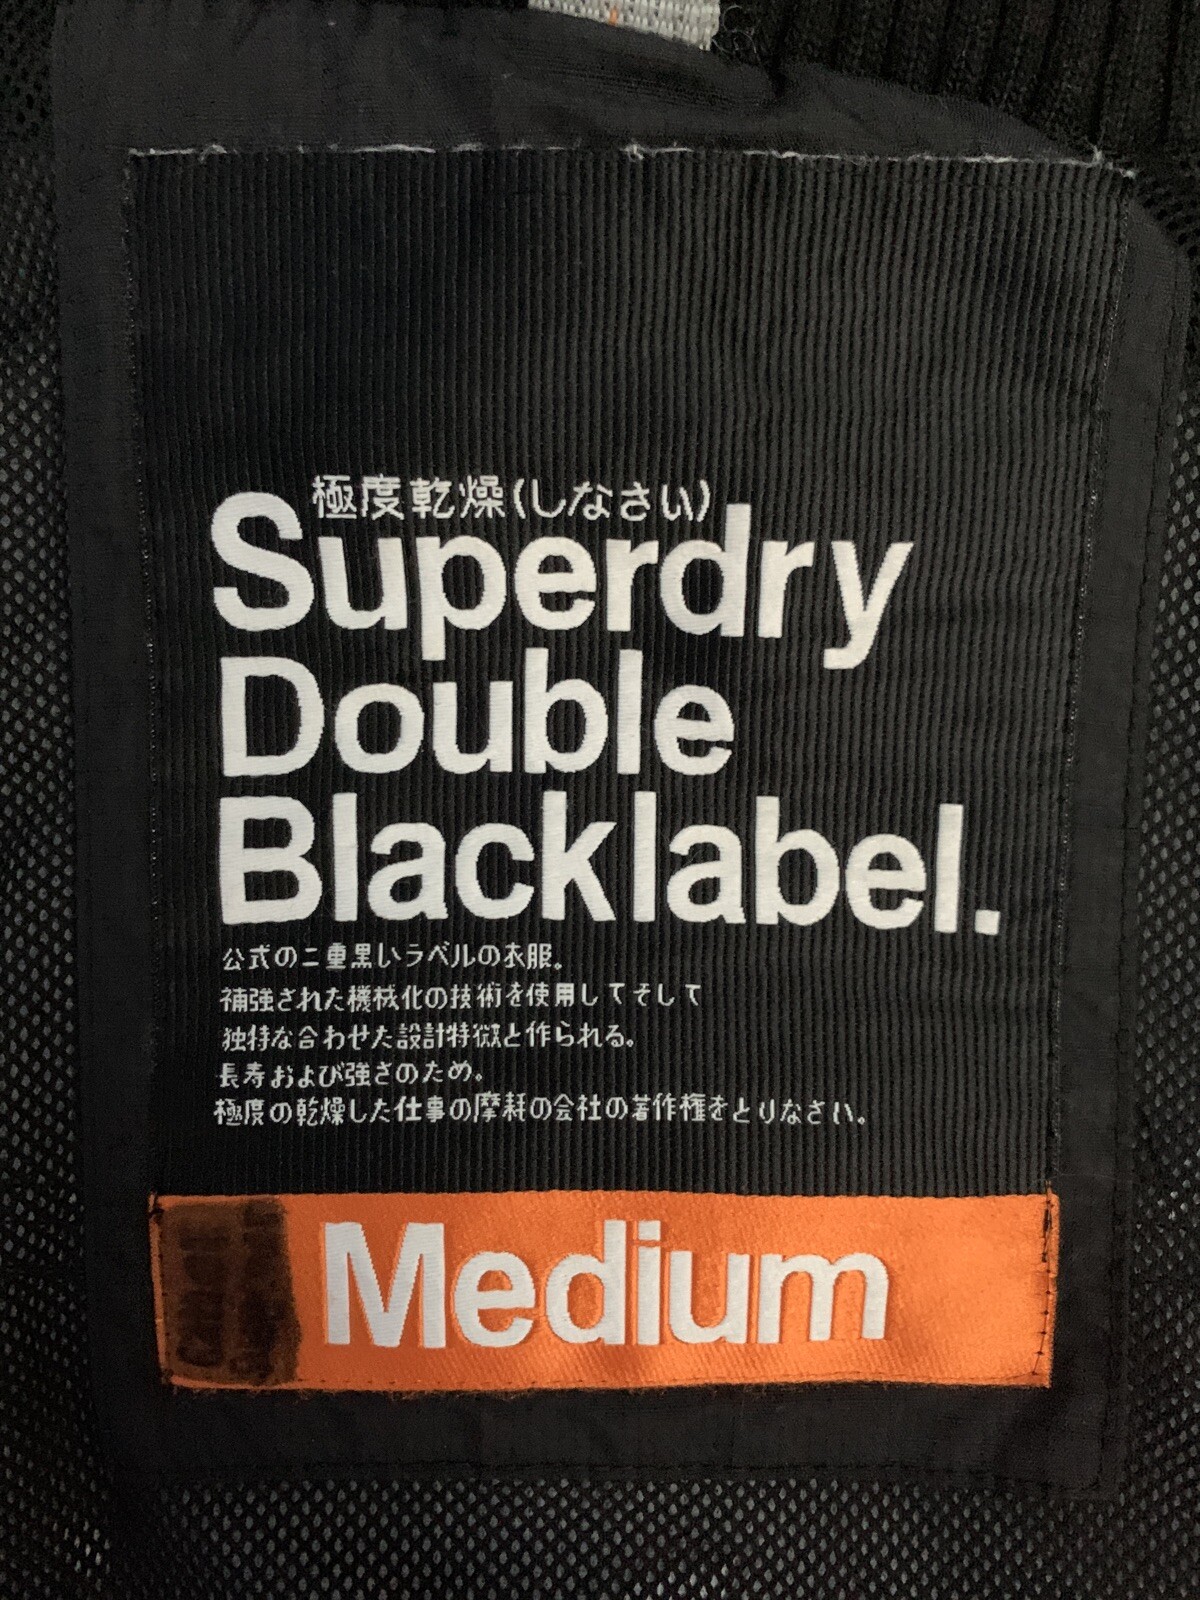 極度乾燥(しなさい)
Superdry
Double
Blacklabel.
公式の二重黒いラベルの衣服。
補強された機械化の技術を使用してそして
独特な合わせた設計特徴と作られる。
長寿および強さのため。
極度の乾燥した仕事の摩耗の会社の著作権をとりなさい。
Medium